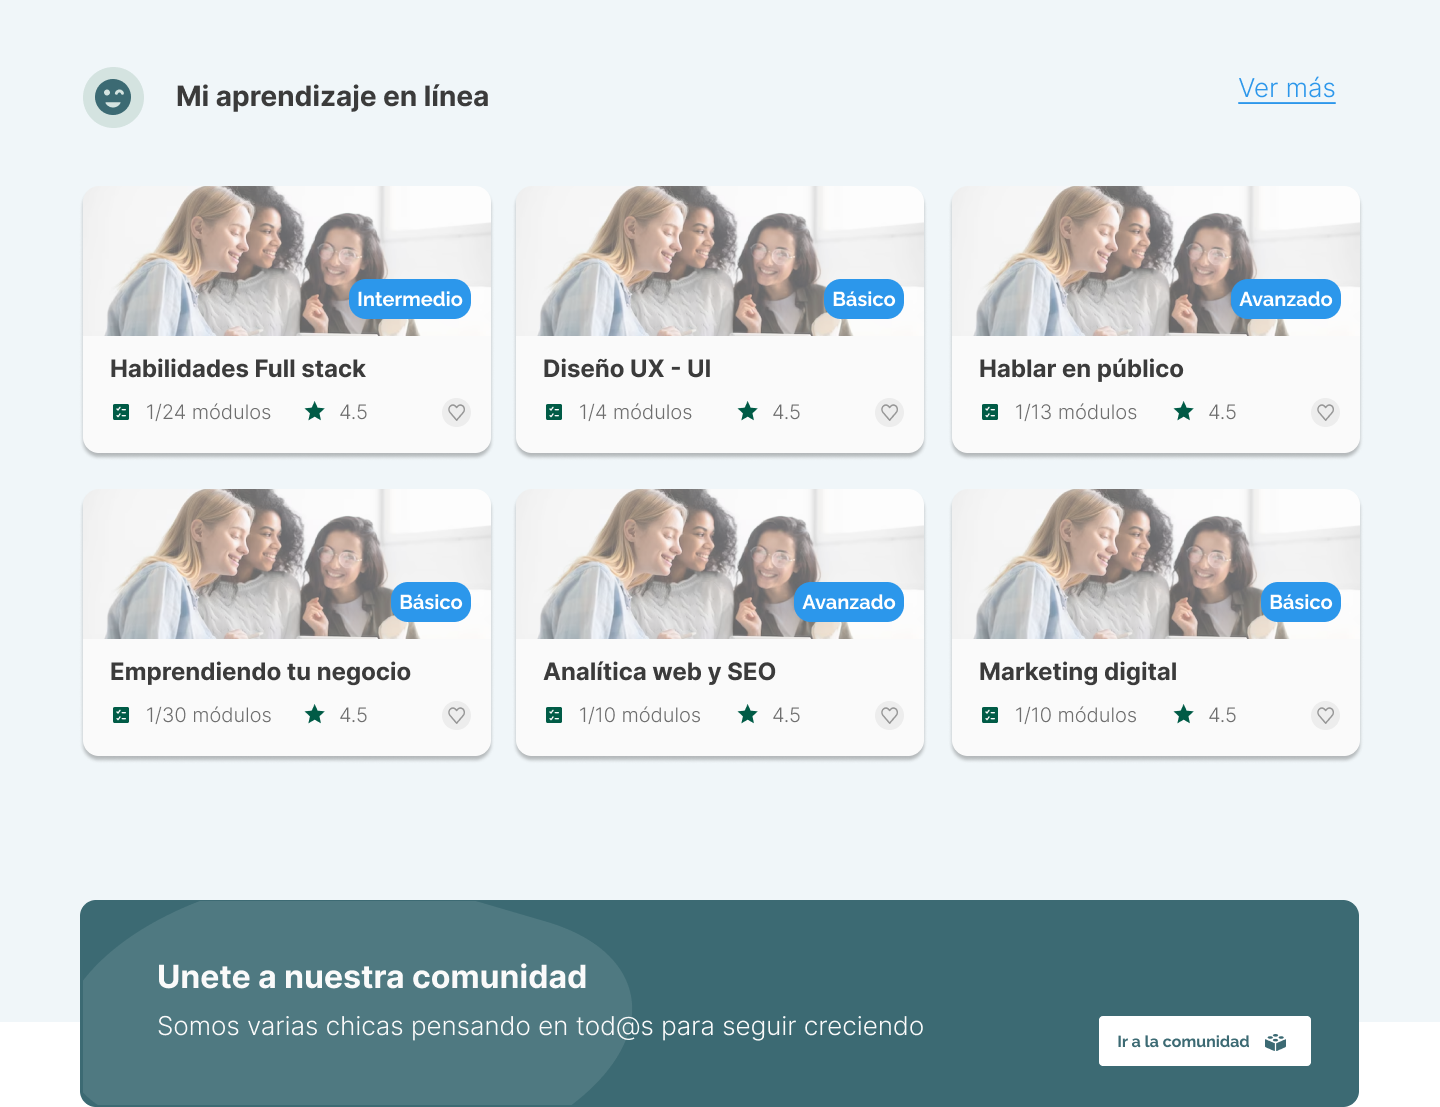 Mi aprendizaje en línea
Ver más
Intermedio
Habilidades Full stack
1/24 módulos
4.5
Básico
Diseño UX - UI
1/4 módulos
4.5
Avanzado
Hablar en público
1/13 módulos
4.5
Básico
Emprendiendo tu negocio
1/30 módulos
4.5
Avanzado
Analítica web y SEO
1/10 módulos
4.5
Básico
Marketing digital
1/10 módulos
4.5
Unete a nuestra comunidad
Somos varias chicas pensando en tod@s para seguir creciendo
Ir a la comunidad